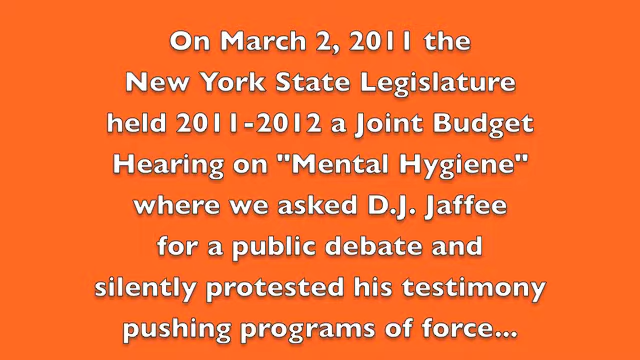 On March 2, 2011 the
New York State Legislature
held 2011-2012 a Joint Budget
Hearing on "Mental Hygiene"
where we asked D.J. Jaffee
for a public debate and
silently protested his testimony
pushing programs of force...